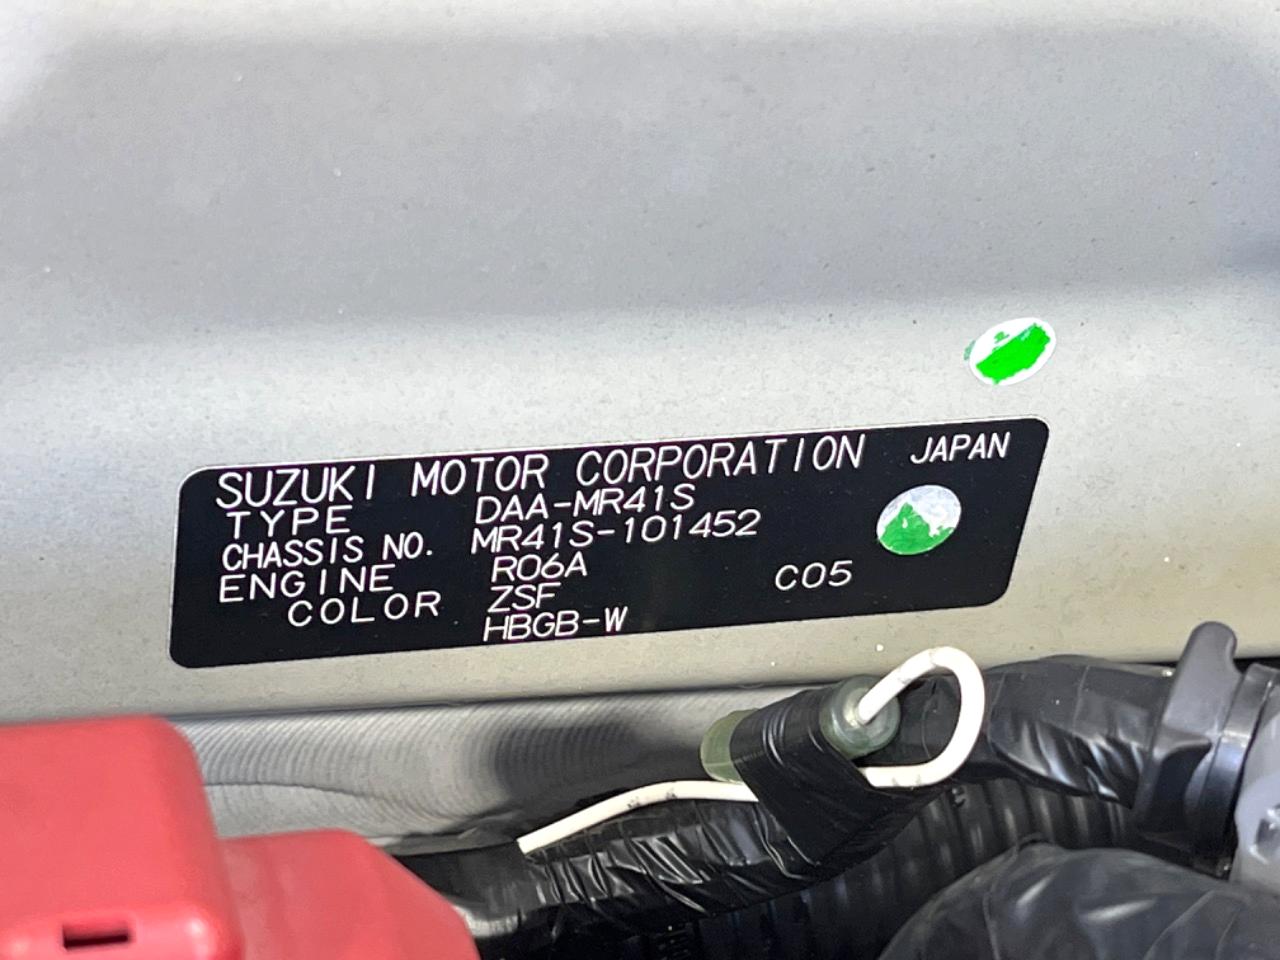 SUZUKI MOTOR CORPORATION JAPAN
TYPE DAA-MR41S
CHASSIS NO. MR41S-101452
ENGINE R06A
COLOR ZSF C05
HBGB-W